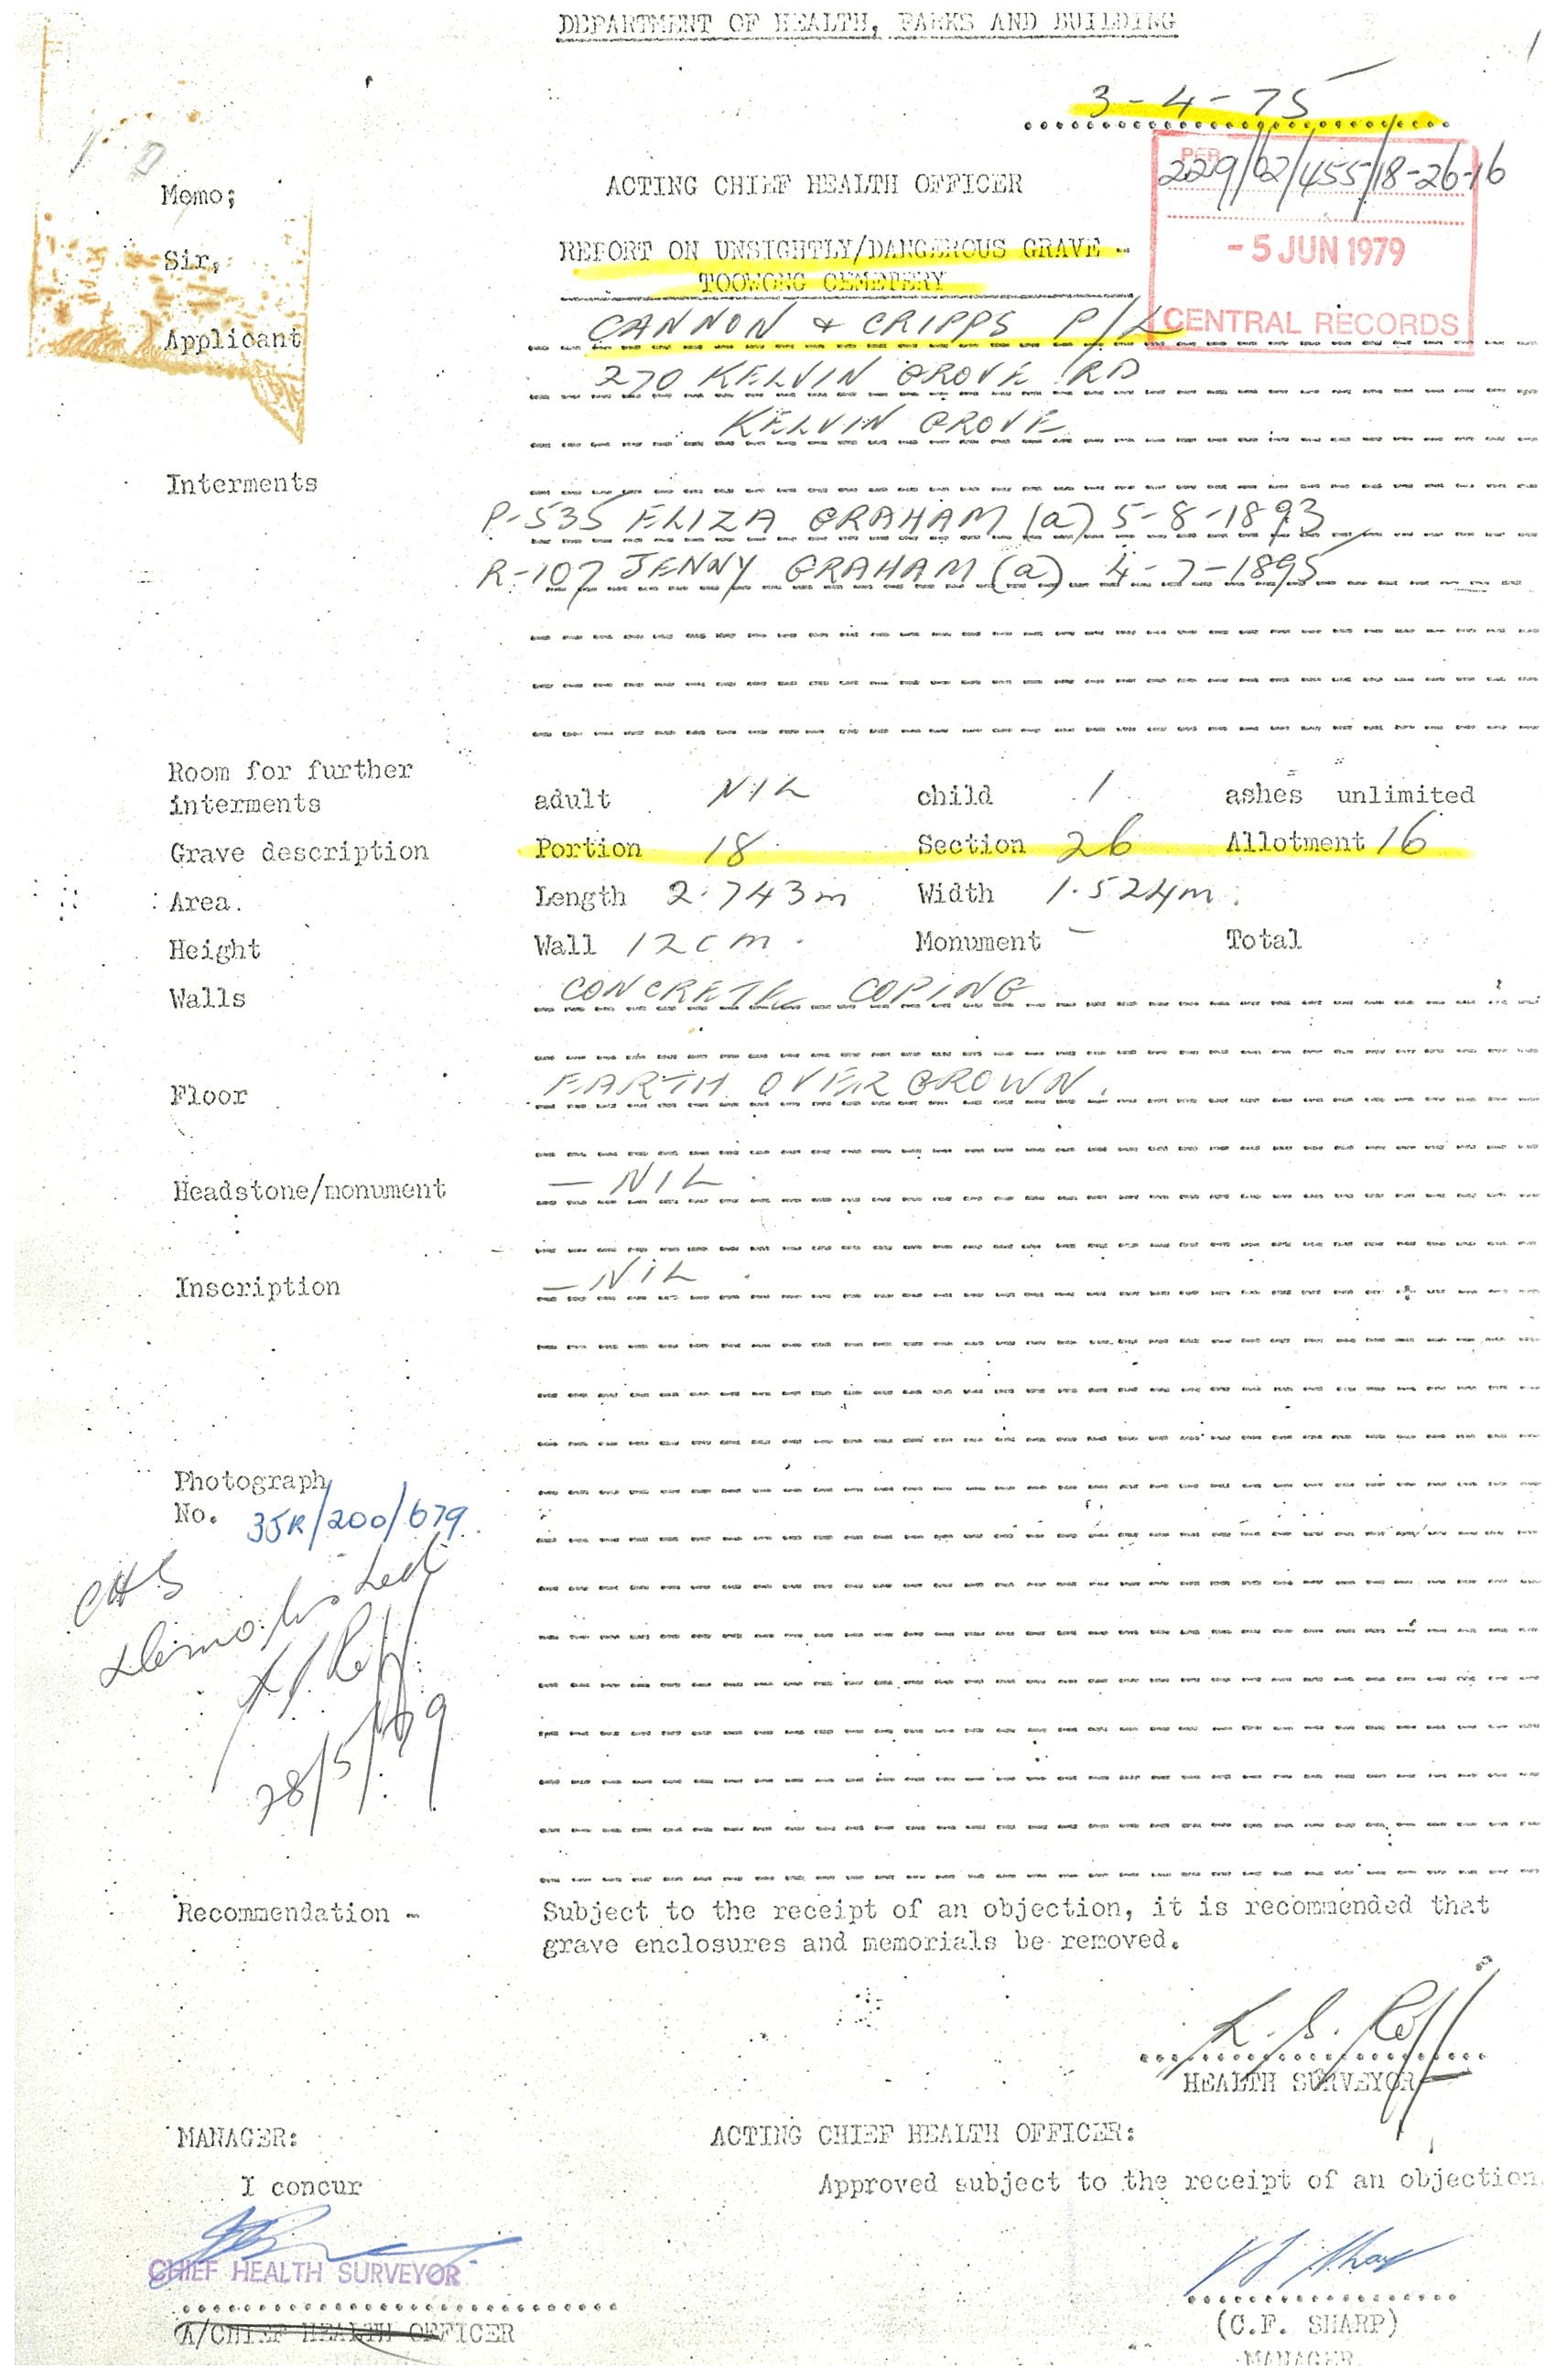 DEPARTMENT OF HEALTH, PARKS AND BUILDING
3-4-75
PER
229/02/455/18-26-16
Memo;
ACTING CHIEF HEALTH OFFICER
- 5 JUN 1979
Sir,
REPORT ON UNSIGHTLY/DANGEROUS GRAVE -
TOOWONG CEMETERY
CENTRAL RECORDS
Applicant
CANNON & CRIPPS P/L
270 KELVIN GROVE RD
KELVIN GROVE
Interments
P-535 ELIZA GRAHAM (a) 5-8-1893
R-107 JENNY GRAHAM (a) 4-7-1895
Room for further
interments adult NIL child 1 ashes unlimited
Grave description Portion 18 Section 26 Allotment 16
Area. Length 2.743m Width 1.524m.
Height Wall 12cm. Monument - Total
Walls CONCRETE COPING
Floor EARTH OVERGROWN.
Headstone/monument - NIL.
Inscription - NIL.
Photograph
No. 35R/200/679
CHS
Demolished
28/5/79
Recommendation - Subject to the receipt of an objection, it is recommended that
grave enclosures and memorials be removed.
K. S. Roff
HEALTH SURVEYOR
MANAGER: ACTING CHIEF HEALTH OFFICER:
I concur Approved subject to the receipt of an objection.
CHIEF HEALTH SURVEYOR
A/CHIEF HEALTH OFFICER
(C.F. SHARP)
MANAGER